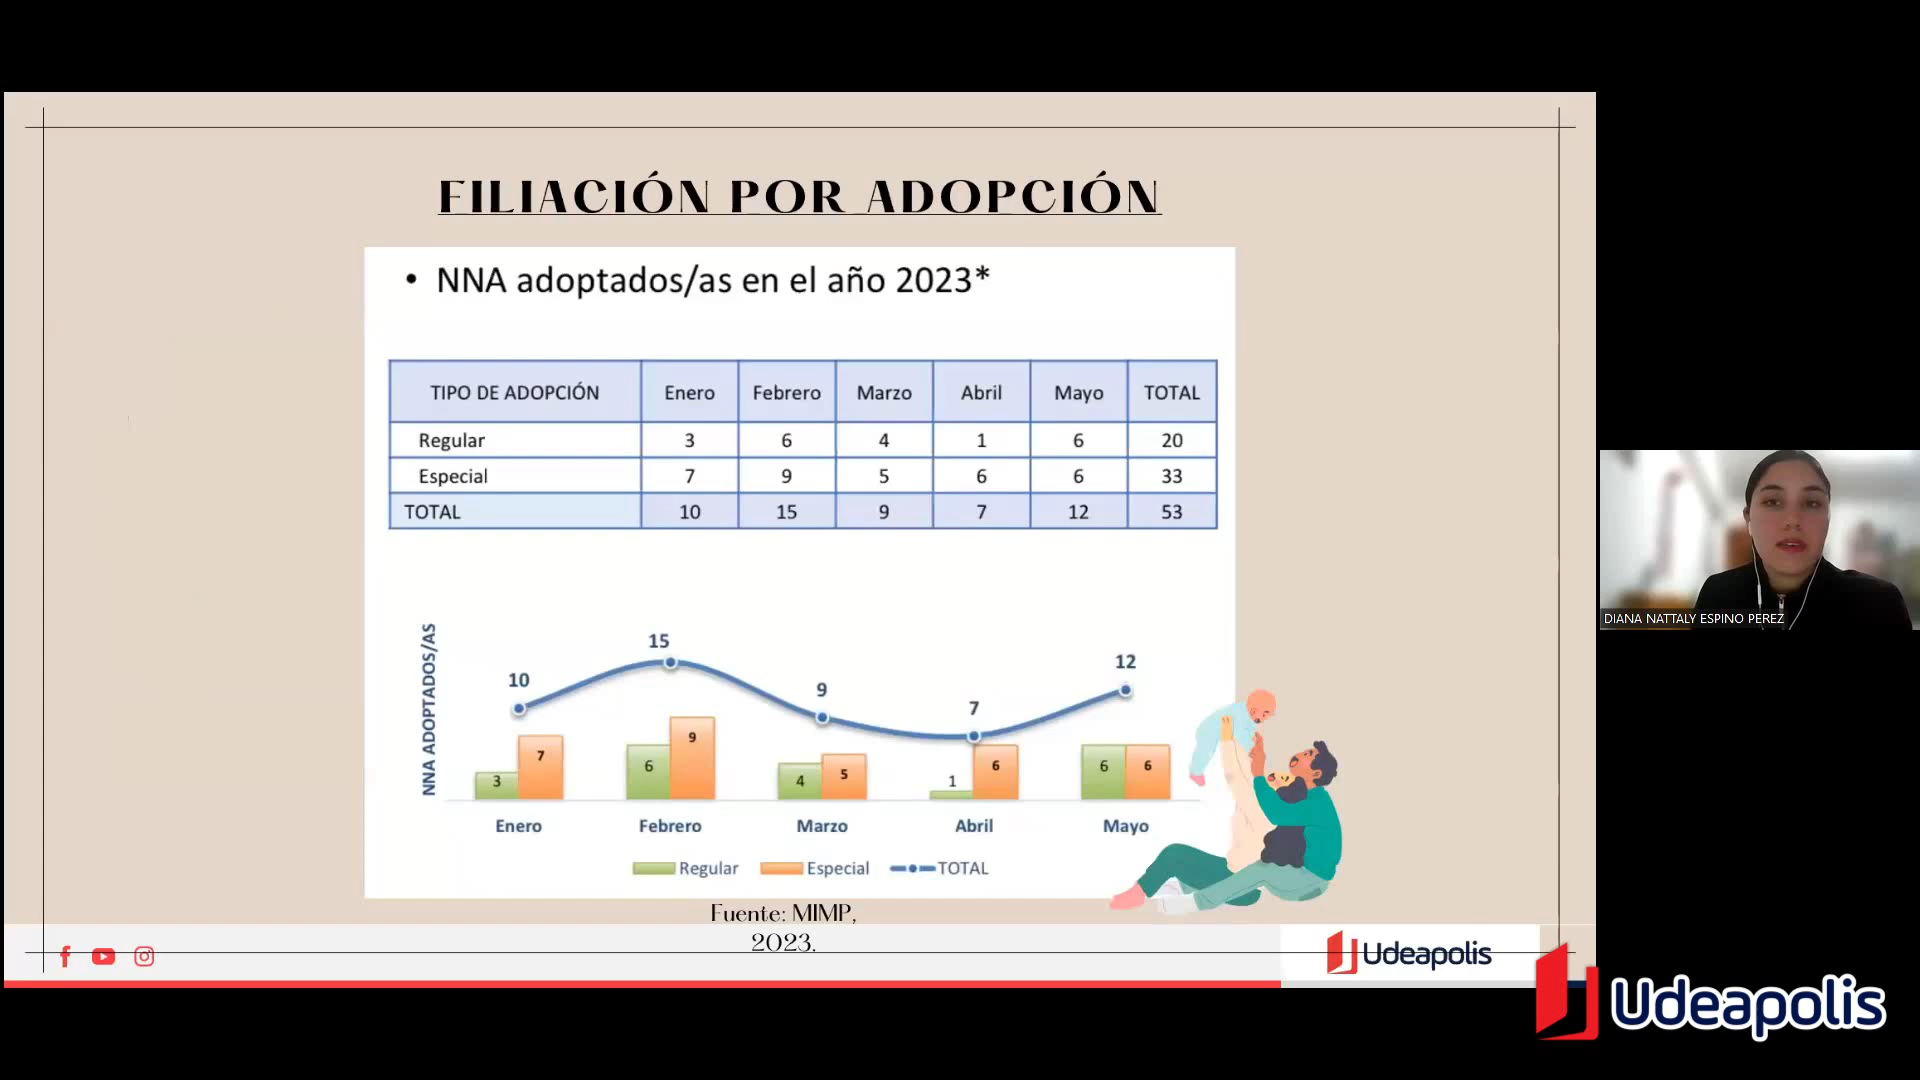 FILIACIÓN POR ADOPCIÓN
• NNA adoptados/as en el año 2023*
TIPO DE ADOPCIÓN Enero Febrero Marzo Abril Mayo TOTAL
Regular 3 6 4 1 6 20
Especial 7 9 5 6 6 33
TOTAL 10 15 9 7 12 53
NNA ADOPTADOS/AS
10 15 9 7 12
3 7 6 9 4 5 1 6 6 6
Enero Febrero Marzo Abril Mayo
Regular Especial TOTAL
Fuente: MIMP,
2023.
Udeapolis
DIANA NATTALY ESPINO PEREZ
Udeapolis